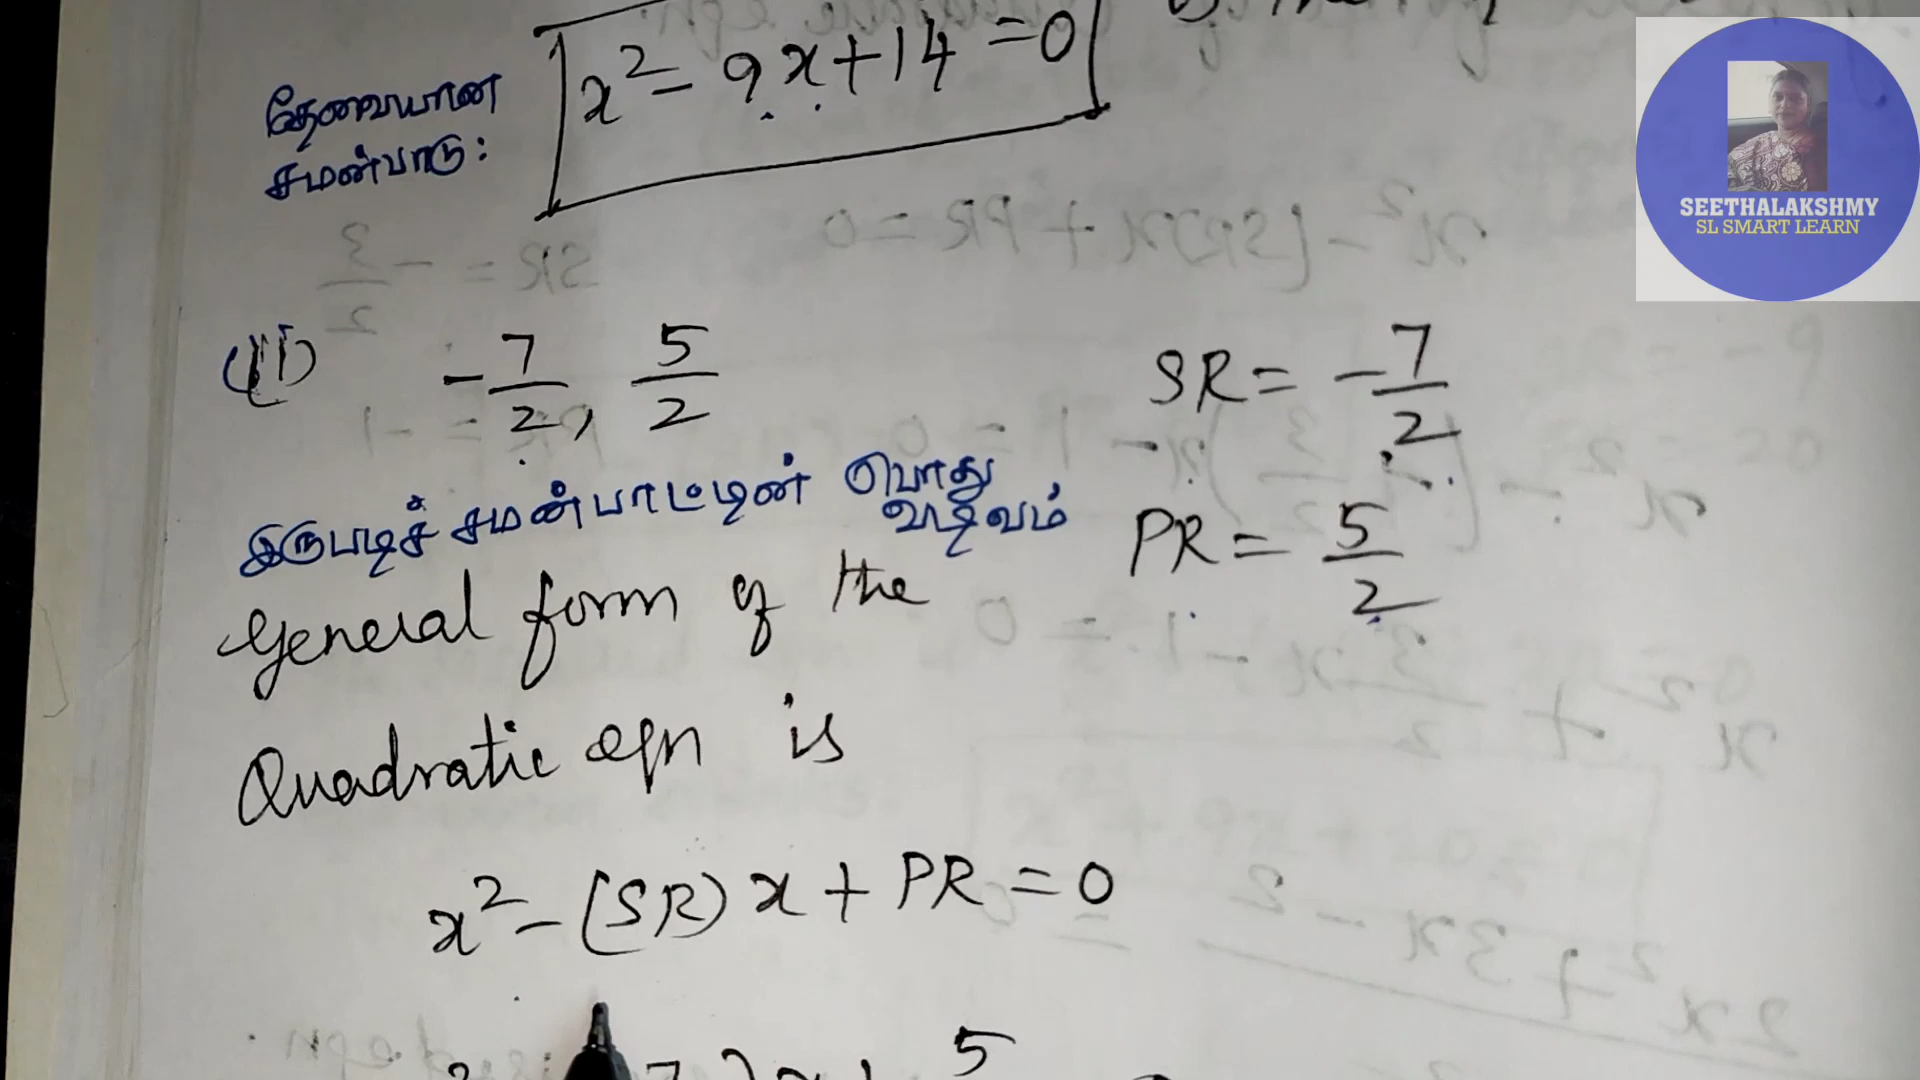 தேவையான x² - 9x + 14 = 0
சமன்பாடு:
(ii) -7/2, 5/2 SR = -7/2
இருபடிச் சமன்பாட்டின் பொது வடிவம் PR = 5/2
General form of the
Quadratic eqn is
x² - (SR) x + PR = 0
SEETHALAKSHMY
SL SMART LEARN